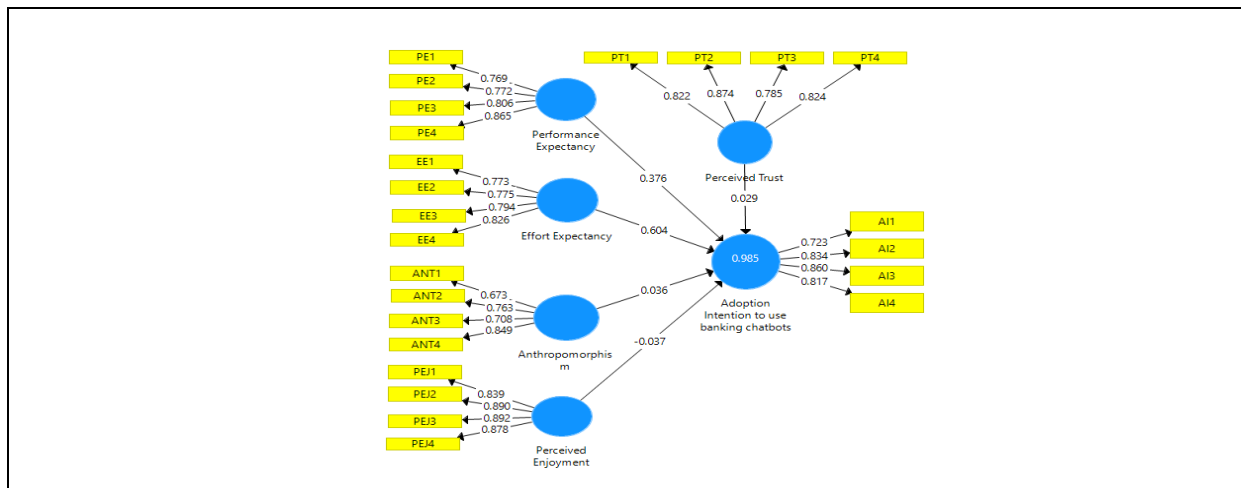 PE1
PE2
PE3
PE4
0.769
0.772
0.806
0.865
Performance
Expectancy
PT1
PT2
PT3
PT4
0.822
0.874
0.785
0.824
Perceived Trust
0.376
0.029
EE1
EE2
EE3
EE4
0.773
0.775
0.794
0.826
Effort Expectancy
0.604
0.985
Adoption
Intention to use
banking chatbots
0.723
0.834
0.860
0.817
AI1
AI2
AI3
AI4
ANT1
ANT2
ANT3
ANT4
0.673
0.763
0.708
0.849
Anthropomorphis
m
0.036
-0.037
PEJ1
PEJ2
PEJ3
PEJ4
0.839
0.890
0.892
0.878
Perceived
Enjoyment